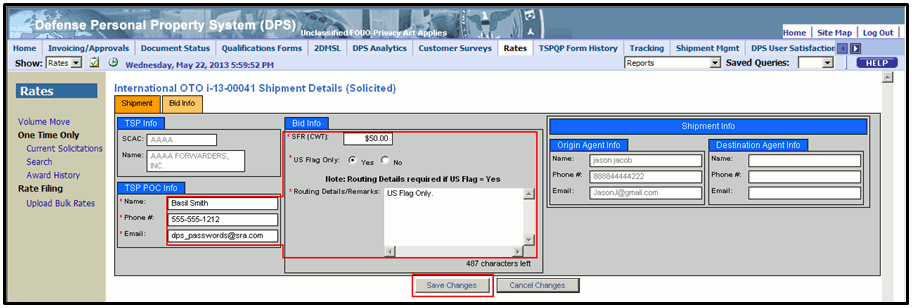 Defense Personal Property System (DPS)
Unclassified FOUO-Privacy Act Applies
Home | Site Map | Log Out |
Home Invoicing/Approvals Document Status Qualifications Forms 2DMSL DPS Analytics Customer Surveys Rates TSPQP Form History Tracking Shipment Mgmt DPS User Satisfaction
Show: Rates Wednesday, May 22, 2013 5:59:52 PM Reports Saved Queries: HELP
Rates
Volume Move
One Time Only
Current Solicitations
Search
Award History
Rate Filing
Upload Bulk Rates
International OTO i-13-00041 Shipment Details (Solicited)
Shipment Bid Info
TSP Info
SCAC: AAAA
Name: AAAA FORWARDERS,
INC.
TSP POC Info
* Name: Basil Smith
* Phone #: 555-555-1212
* Email: dps_passwords@sra.com
Bid Info
* SFR (CWT): $50.00
* US Flag Only: Yes No
Note: Routing Details required if US Flag = Yes
* Routing Details/Remarks: US Flag Only.
487 characters left
Shipment Info
Origin Agent Info
Name: jason jacob
Phone #: 888844444222
Email: JasonJ@gmail.com
Destination Agent Info
Name:
Phone #:
Email:
Save Changes Cancel Changes